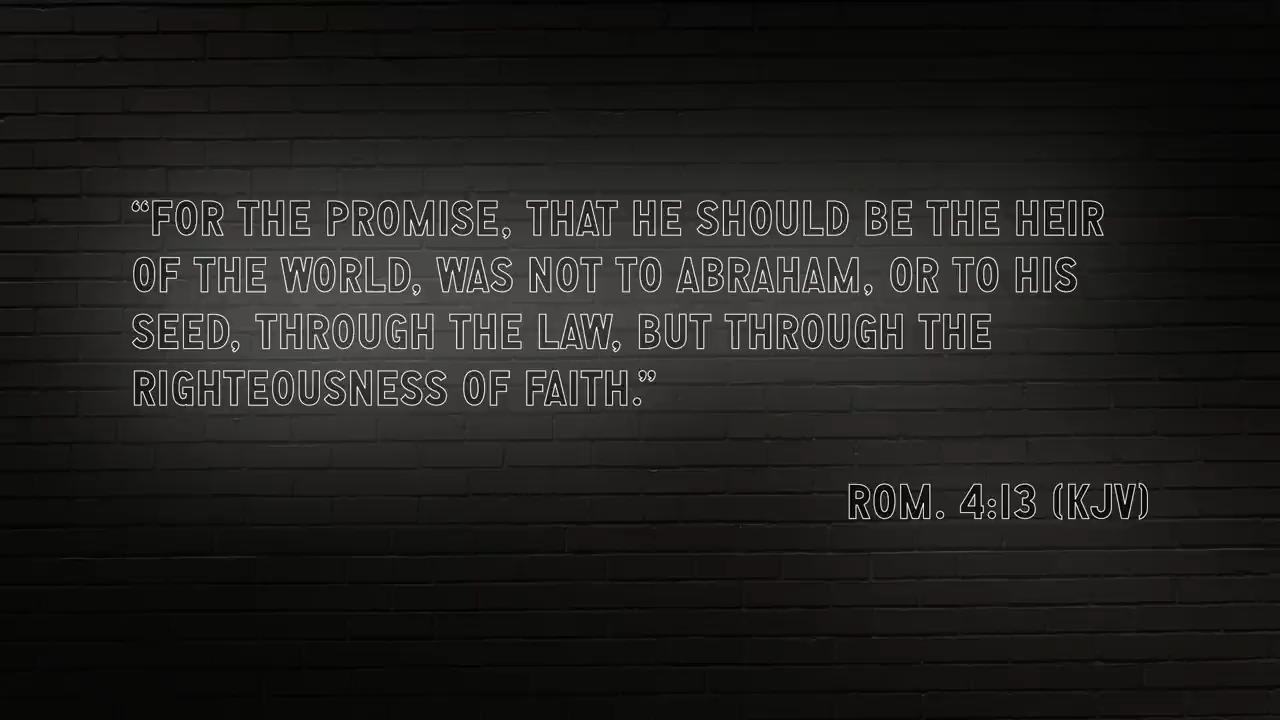 “FOR THE PROMISE, THAT HE SHOULD BE THE HEIR
OF THE WORLD, WAS NOT TO ABRAHAM, OR TO HIS
SEED, THROUGH THE LAW, BUT THROUGH THE
RIGHTEOUSNESS OF FAITH.”
ROM. 4:13 (KJV)